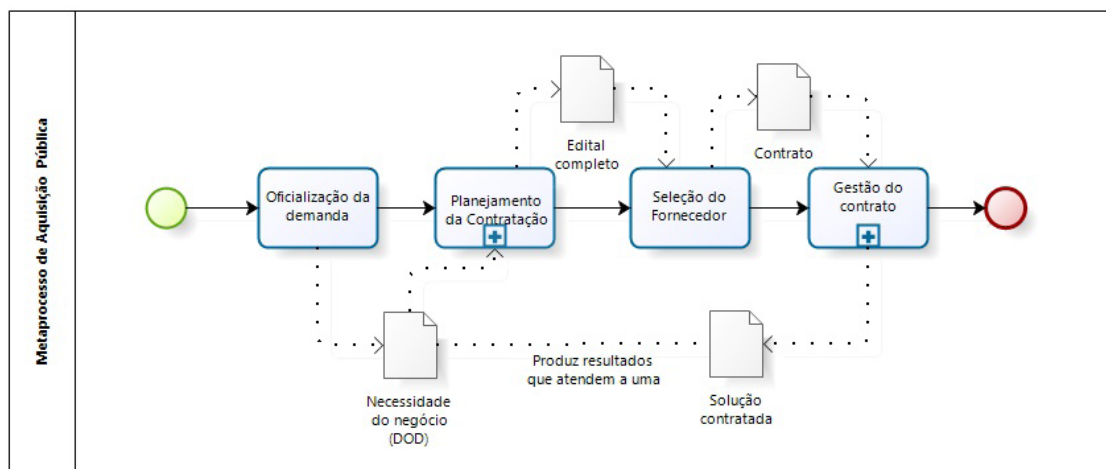 Metaprocesso de Aquisição Pública
Edital
completo
Contrato
Oficialização da
demanda
Planejamento
da Contratação
Seleção do
Fornecedor
Gestão do
contrato
Produz resultados
que atendem a uma
Necessidade
do negócio
(DOD)
Solução
contratada